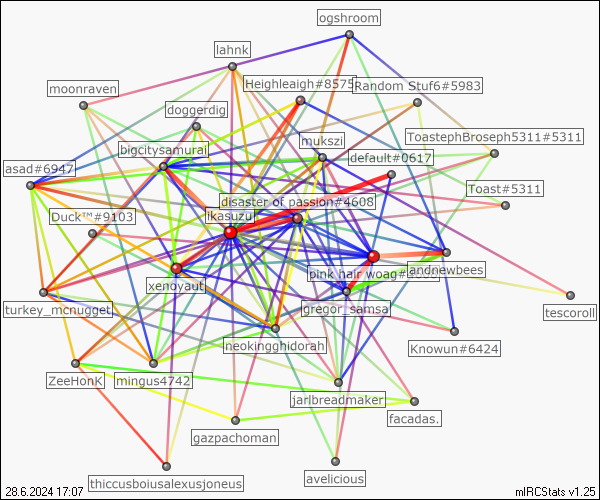 ogshroom
lahnk
Heighleigh#8575
Random Stuf6#5983
moonraven
doggerdig
mukszi
ToastephBroseph5311#5311
bigcitysamurai
default#0617
asad#6947
Toast#5311
disaster of passion#4608
Duck™#9103
ikasuzu
pink hair woag#
andnewbees
xenoyaut
turkey_mcnugget
gregor_samsa
tescoroll
neokingghidorah
Knowun#6424
ZeeHonK
mingus4742
jarlbreadmaker
facadas.
gazpachoman
avelicious
thiccusboiusalexusjoneus
28.6.2024 17:07
mIRCStats v1.25